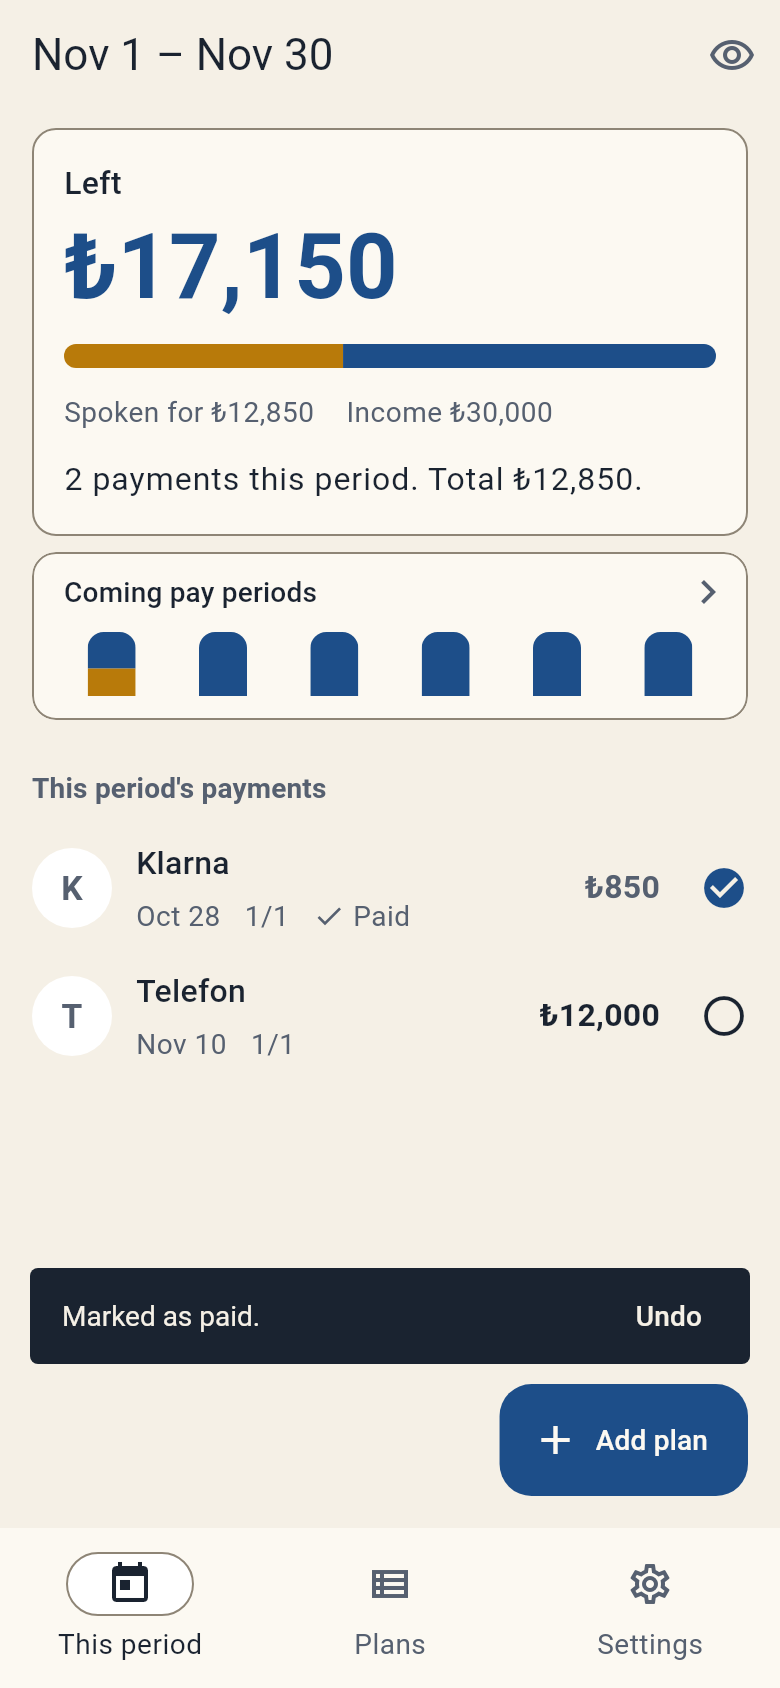 Nov 1 – Nov 30
Left
₺17,150
Spoken for ₺12,850 Income ₺30,000
2 payments this period. Total ₺12,850.
Coming pay periods
This period's payments
K
Klarna
Oct 28 1/1 Paid
₺850
T
Telefon
Nov 10 1/1
₺12,000
Marked as paid. Undo
Add plan
This period Plans Settings